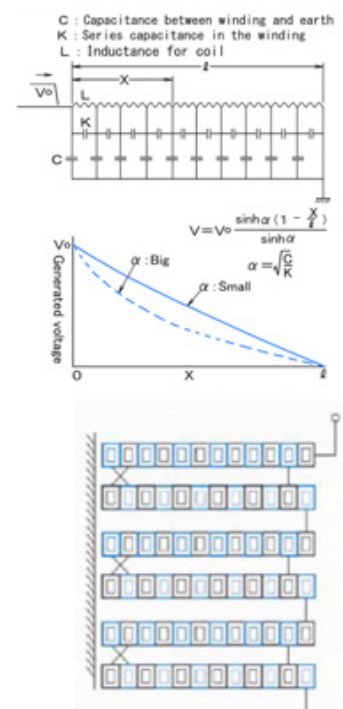 C : Capacitance between winding and earth
K : Series capacitance in the winding
L : Inductance for coil
ℓ
X
Vo
L
K
C
V=Vo sinhα(1 - X/ℓ) / sinhα
α=√C/K
Vo
α:Big
α:Small
Generated voltage
O
X
ℓ